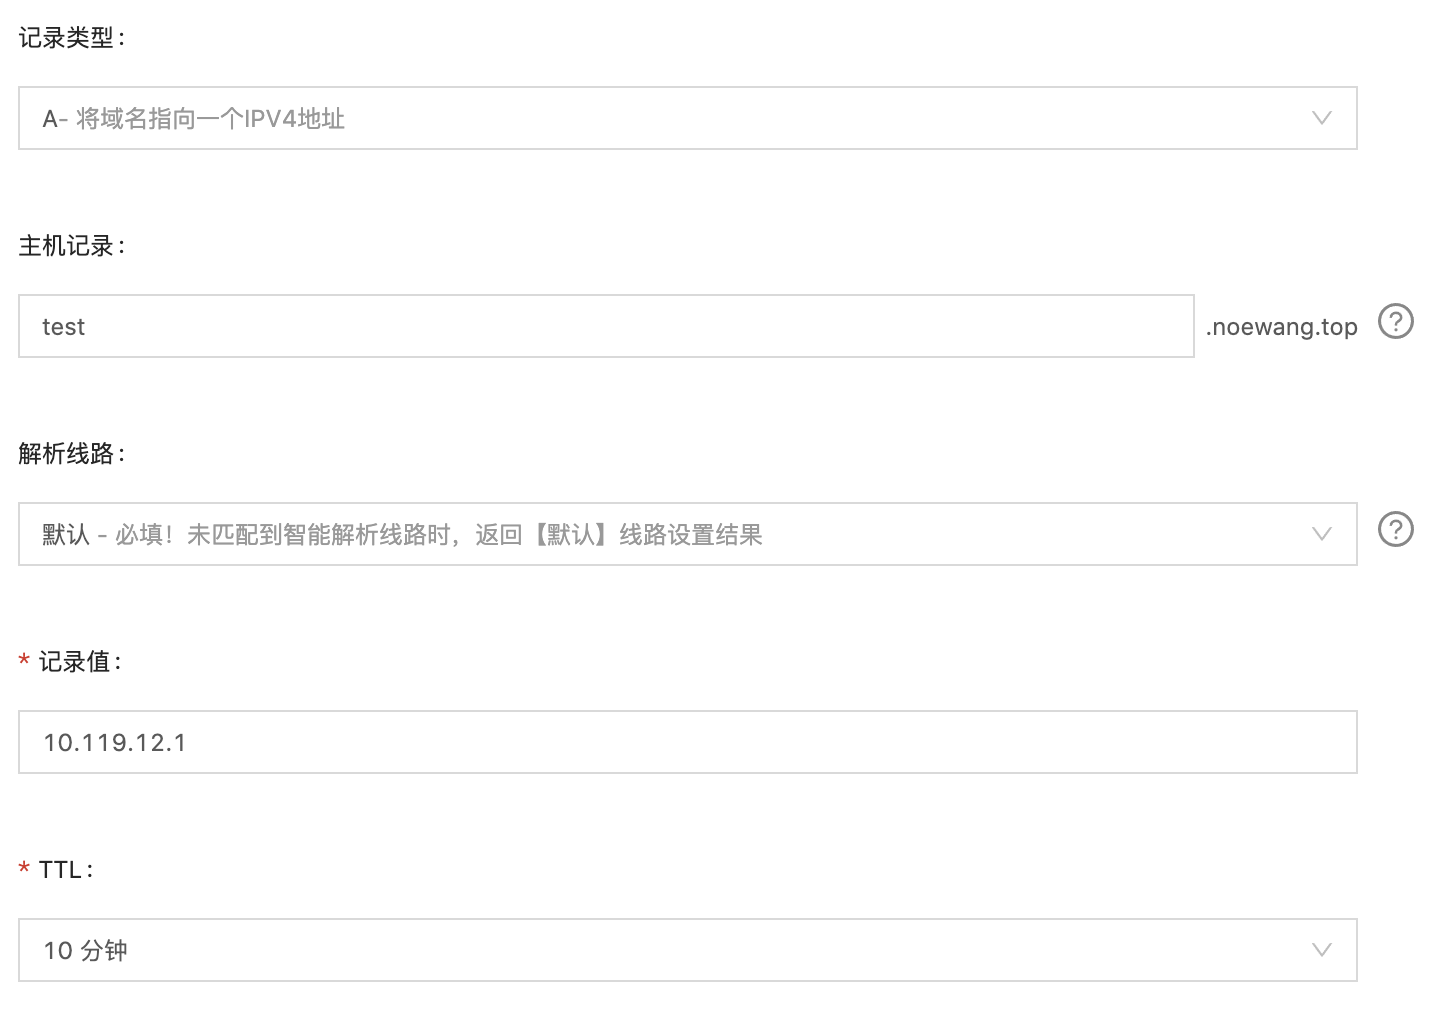 记录类型：
A- 将域名指向一个IPV4地址
主机记录：
test .noewang.top ?
解析线路：
默认 - 必填！未匹配到智能解析线路时，返回【默认】线路设置结果 ?
* 记录值：
10.119.12.1
* TTL：
10 分钟